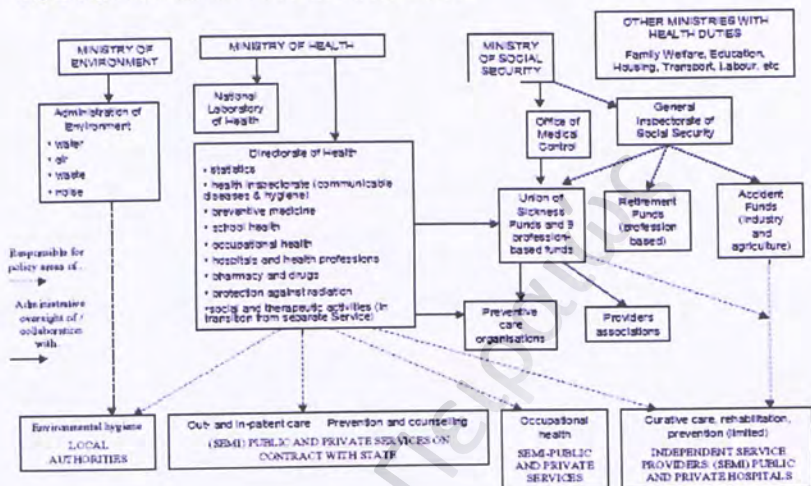 MINISTRY OF
ENVIRONMENT
MINISTRY OF HEALTH
MINISTRY
OF SOCIAL
SECURITY
OTHER MINISTRIES WITH
HEALTH DUTIES
Family Welfare, Education,
Housing, Transport, Labour, etc
Administration of
Environment
• water
• air
• waste
• noise
National
Laboratory
of Health
Office of
Medical
Control
General
Inspectorate of
Social Security
Directorate of Health
• statistics
• health inspectorate (communicable
diseases & hygiene)
• preventive medicine
• school health
• occupational health
• hospitals and health professions
• pharmacy and drugs
• protection against radiation
• social and therapeutic activities (in
transition from separate Service)
Union of
Sickness
Funds and 9
profession-
based funds
Retirement
Funds
(profession
based)
Accident
Funds
(industry
and
agriculture)
Responsible for
policy areas of..
Administrative
oversight of /
collaboration
with..
Preventive
care
organisations
Providers
associations
Environmental hygiene
LOCAL
AUTHORITIES
Out- and in-patient care Prevention and counselling
(SEMI) PUBLIC AND PRIVATE SERVICES ON
CONTRACT WITH STATE
Occupational
health
SEMI-PUBLIC
AND PRIVATE
SERVICES
Curative care, rehabilitation,
prevention (limited)
INDEPENDENT SERVICE
PROVIDERS: (SEMI) PUBLIC
AND PRIVATE HOSPITALS
Πειραιώς